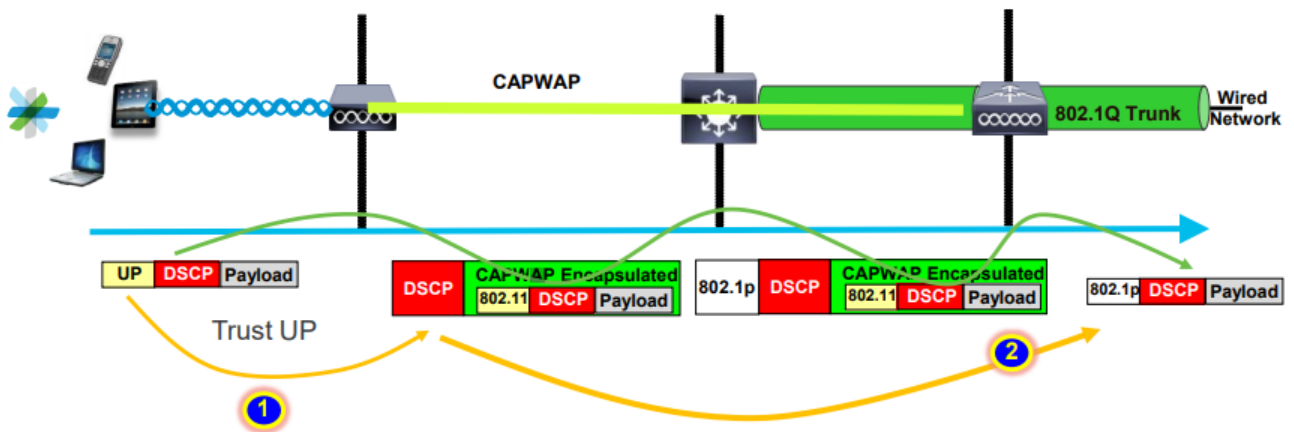 CAPWAP
802.1Q Trunk
Wired
Network
UP DSCP Payload
DSCP
CAPWAP Encapsulated
802.11 DSCP Payload
802.1p DSCP
CAPWAP Encapsulated
802.11 DSCP Payload
802.1p DSCP Payload
Trust UP
1
2